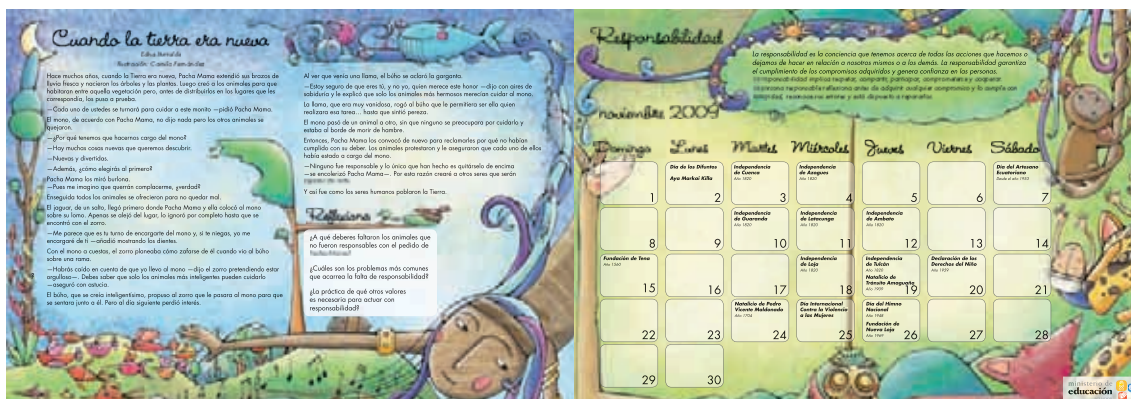 Cuando la tierra era nueva
Edna Iturralde
Ilustración: Camila Fernández
Hace muchos años, cuando la Tierra era nueva, Pacha Mama extendió sus brazos de
lluvia fresca y nacieron los árboles y las plantas. Luego creó a los animales para que
habitaran entre aquella vegetación pero, antes de distribuirlos en los lugares que les
correspondía, los puso a prueba.
—Cada uno de ustedes se turnará para cuidar a este monito —pidió Pacha Mama.
El mono, de acuerdo con Pacha Mama, no dijo nada pero los otros animales se
quejaron.
—¿Por qué tenemos que hacernos cargo del mono?
—Hay muchas cosas nuevas que queremos descubrir.
—Nuevas y divertidas.
—Además, ¿cómo elegirás al primero?
Pacha Mama los miró burlona.
—Pues me imagino que querrán complacerme, ¿verdad?
Enseguida todos los animales se ofrecieron para no quedar mal.
El jaguar, de un salto, llegó primero donde Pacha Mama y ella colocó al mono
sobre su lomo. Apenas se alejó del lugar, lo ignoró por completo hasta que se
encontró con el zorro.
—Me parece que es tu turno de encargarte del mono y, si te niegas, ya me
encargaré de ti —añadió mostrando los dientes.
Con el mono a cuestas, el zorro planeaba cómo zafarse de él cuando vio al búho
sobre una rama.
—Habrás caído en cuenta de que yo llevo al mono —dijo el zorro pretendiendo estar
orgulloso—. Debes saber que solo los animales más inteligentes pueden cuidarlo
—aseguró con astucia.
El búho, que se creía inteligentísimo, propuso al zorro que le pasara al mono para que
se sentara junto a él. Pero al día siguiente perdió interés.
Al ver que venía una llama, el búho se aclaró la garganta.
—Estoy seguro de que eres tú, y no yo, quien merece este honor —dijo con aires de
sabiduría y le explicó que solo los animales más hermosos merecían cuidar al mono.
La llama, que era muy vanidosa, rogó al búho que le permitiera ser ella quien
realizara esa tarea... hasta que sintió pereza.
El mono pasó de un animal a otro, sin que ninguno se preocupara por cuidarlo y
estaba al borde de morir de hambre.
Entonces, Pacha Mama los convocó de nuevo para reclamarles por qué no habían
cumplido con su deber. Los animales protestaron y le aseguraron que cada uno de ellos
había estado a cargo del mono.
—Ninguno fue responsable y lo único que han hecho es quitárselo de encima
—se encolerizó Pacha Mama—. Por esta razón crearé a otros seres que serán
Y así fue como los seres humanos poblaron la Tierra.
Reflexiona
¿A qué deberes faltaron los animales que
no fueron responsables con el pedido de
¿Cuáles son los problemas más comunes
que acarrea la falta de responsabilidad?
¿La práctica de qué otros valores
es necesaria para actuar con
responsabilidad?
Responsabilidad
La responsabilidad es la conciencia que tenemos acerca de todas las acciones que hacemos o
dejamos de hacer en relación a nosotros mismos o a los demás. La responsabilidad garantiza
el cumplimiento de los compromisos adquiridos y genera confianza en las personas.
noviembre 2009
Domingo Lunes Martes Miércoles Jueves Viernes Sábado
1
Día de los Difuntos
Aya Markai Killa
2
Independencia
de Cuenca
Año 1820
3
Independencia
de Azogues
Año 1820
4
5
6
Día del Artesano
Ecuatoriano
Desde el año 1953
7
8
9
Independencia
de Guaranda
Año 1820
10
Independencia
de Latacunga
Año 1820
11
Independencia
de Ambato
Año 1820
12
13
14
Fundación de Tena
Año 1560
15
16
17
Independencia
de Loja
Año 1820
18
Independencia
de Tulcán
Año 1820
Natalicio de
Tránsito Amaguaña
Año 1909
19
Declaración de los
Derechos del Niño
Año 1959
20
21
22
23
Natalicio de Pedro
Vicente Maldonado
Año 1704
24
Día Internacional
Contra la Violencia
a las Mujeres
25
Día del Himno
Nacional
Año 1948
Fundación de
Nueva Loja
Año 1969
26
27
28
29
30
ministerio de
educación